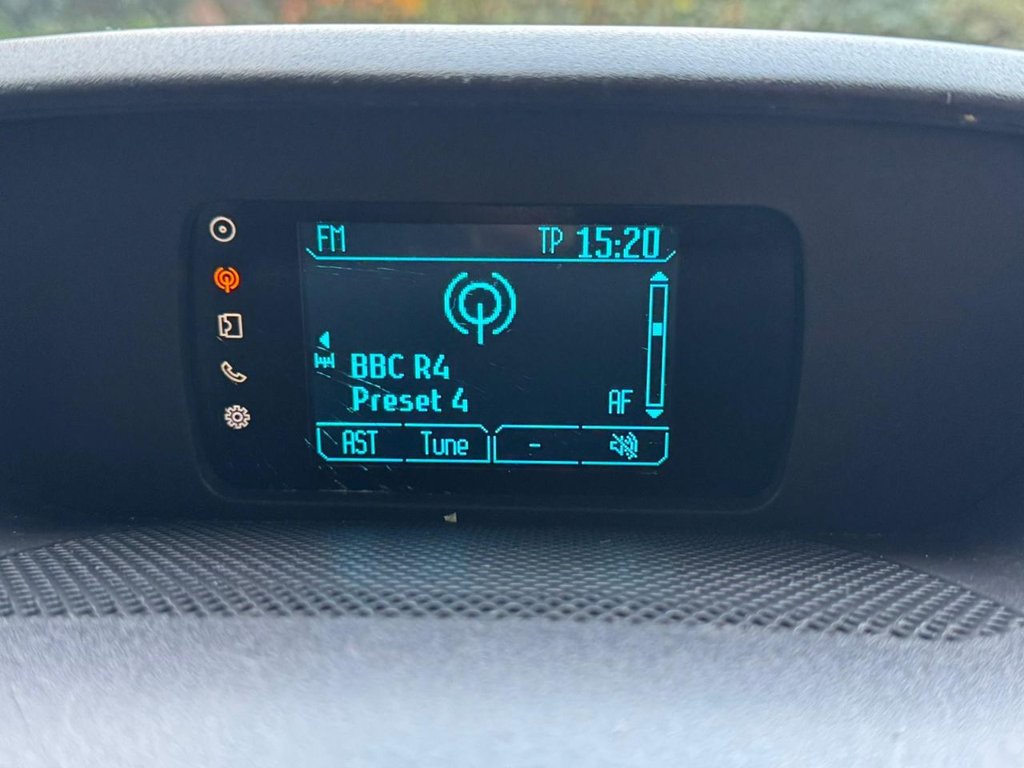 FM TP 15:20
BBC R4
Preset 4 AF
AST Tune -